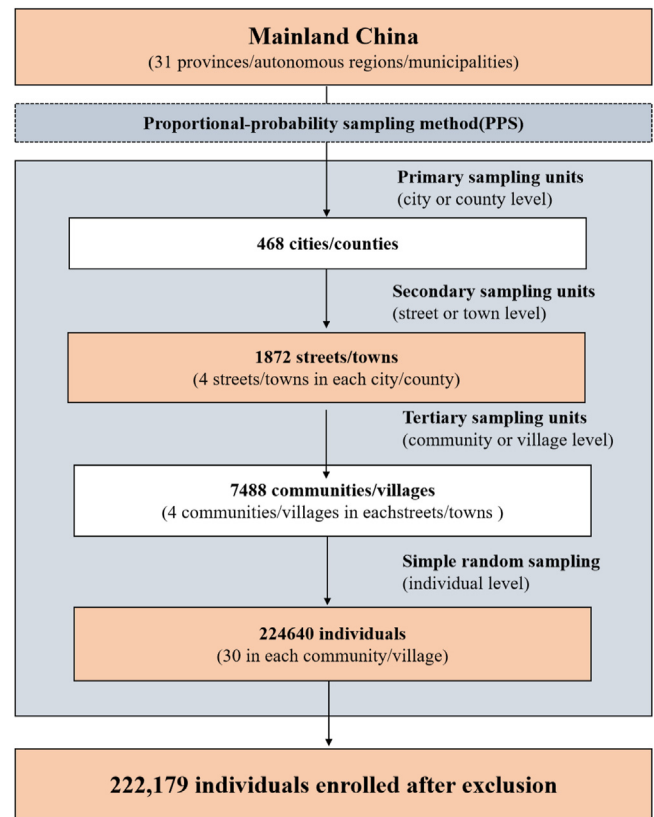 Mainland China
(31 provinces/autonomous regions/municipalities)
Proportional-probability sampling method(PPS)
Primary sampling units
(city or county level)
468 cities/counties
Secondary sampling units
(street or town level)
1872 streets/towns
(4 streets/towns in each city/county)
Tertiary sampling units
(community or village level)
7488 communities/villages
(4 communities/villages in eachstreets/towns )
Simple random sampling
(individual level)
224640 individuals
(30 in each community/village)
222,179 individuals enrolled after exclusion